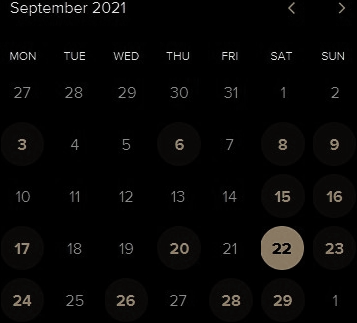 September 2021
MON TUE WED THU FRI SAT SUN
27 28 29 30 31 1 2
3 4 5 6 7 8 9
10 11 12 13 14 15 16
17 18 19 20 21 22 23
24 25 26 27 28 29 1